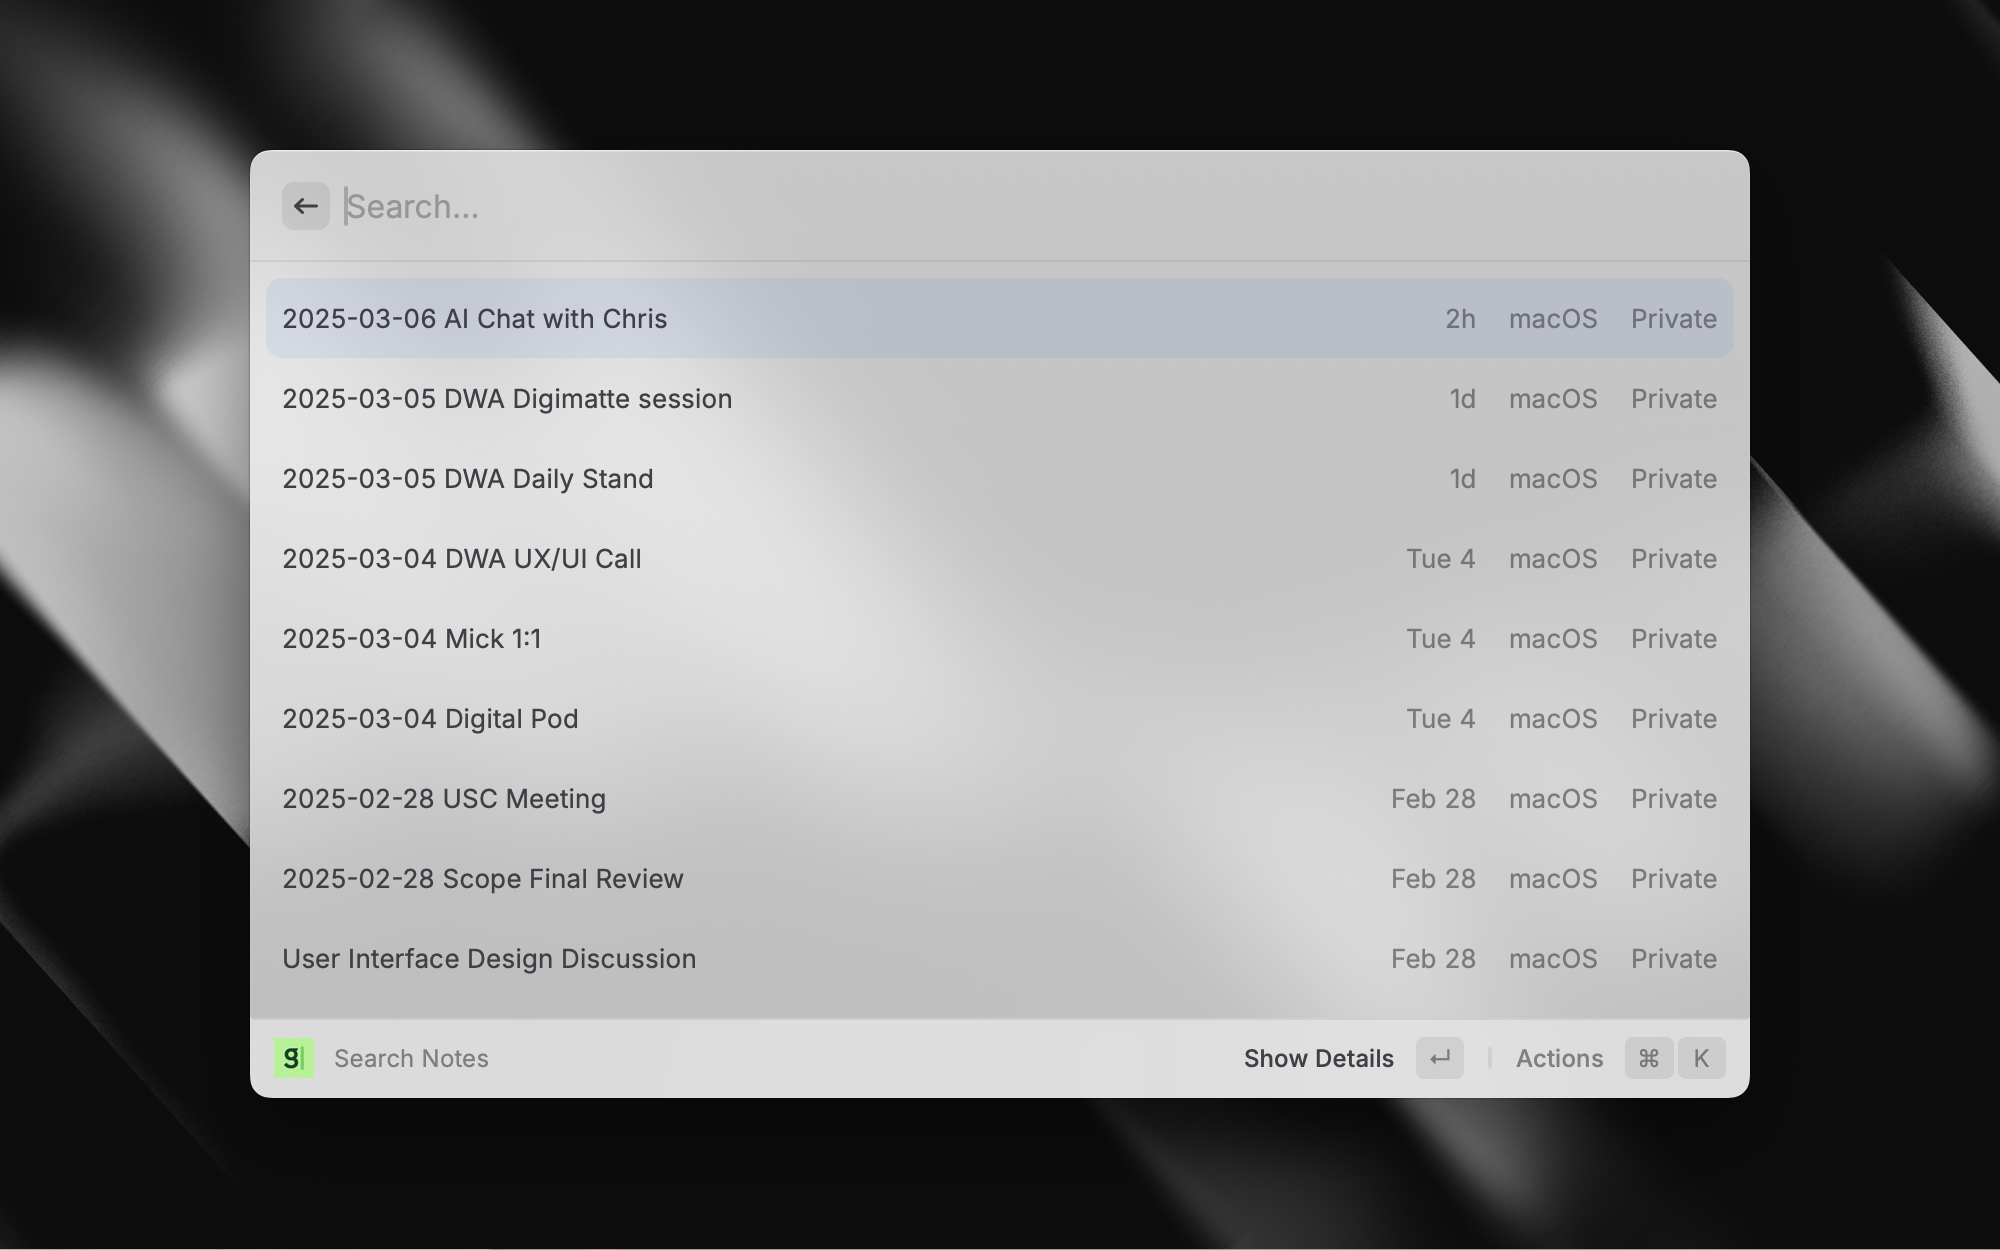 Search...
2025-03-06 AI Chat with Chris 2h macOS Private
2025-03-05 DWA Digimatte session 1d macOS Private
2025-03-05 DWA Daily Stand 1d macOS Private
2025-03-04 DWA UX/UI Call Tue 4 macOS Private
2025-03-04 Mick 1:1 Tue 4 macOS Private
2025-03-04 Digital Pod Tue 4 macOS Private
2025-02-28 USC Meeting Feb 28 macOS Private
2025-02-28 Scope Final Review Feb 28 macOS Private
User Interface Design Discussion Feb 28 macOS Private
g Search Notes Show Details ↵ Actions ⌘ K